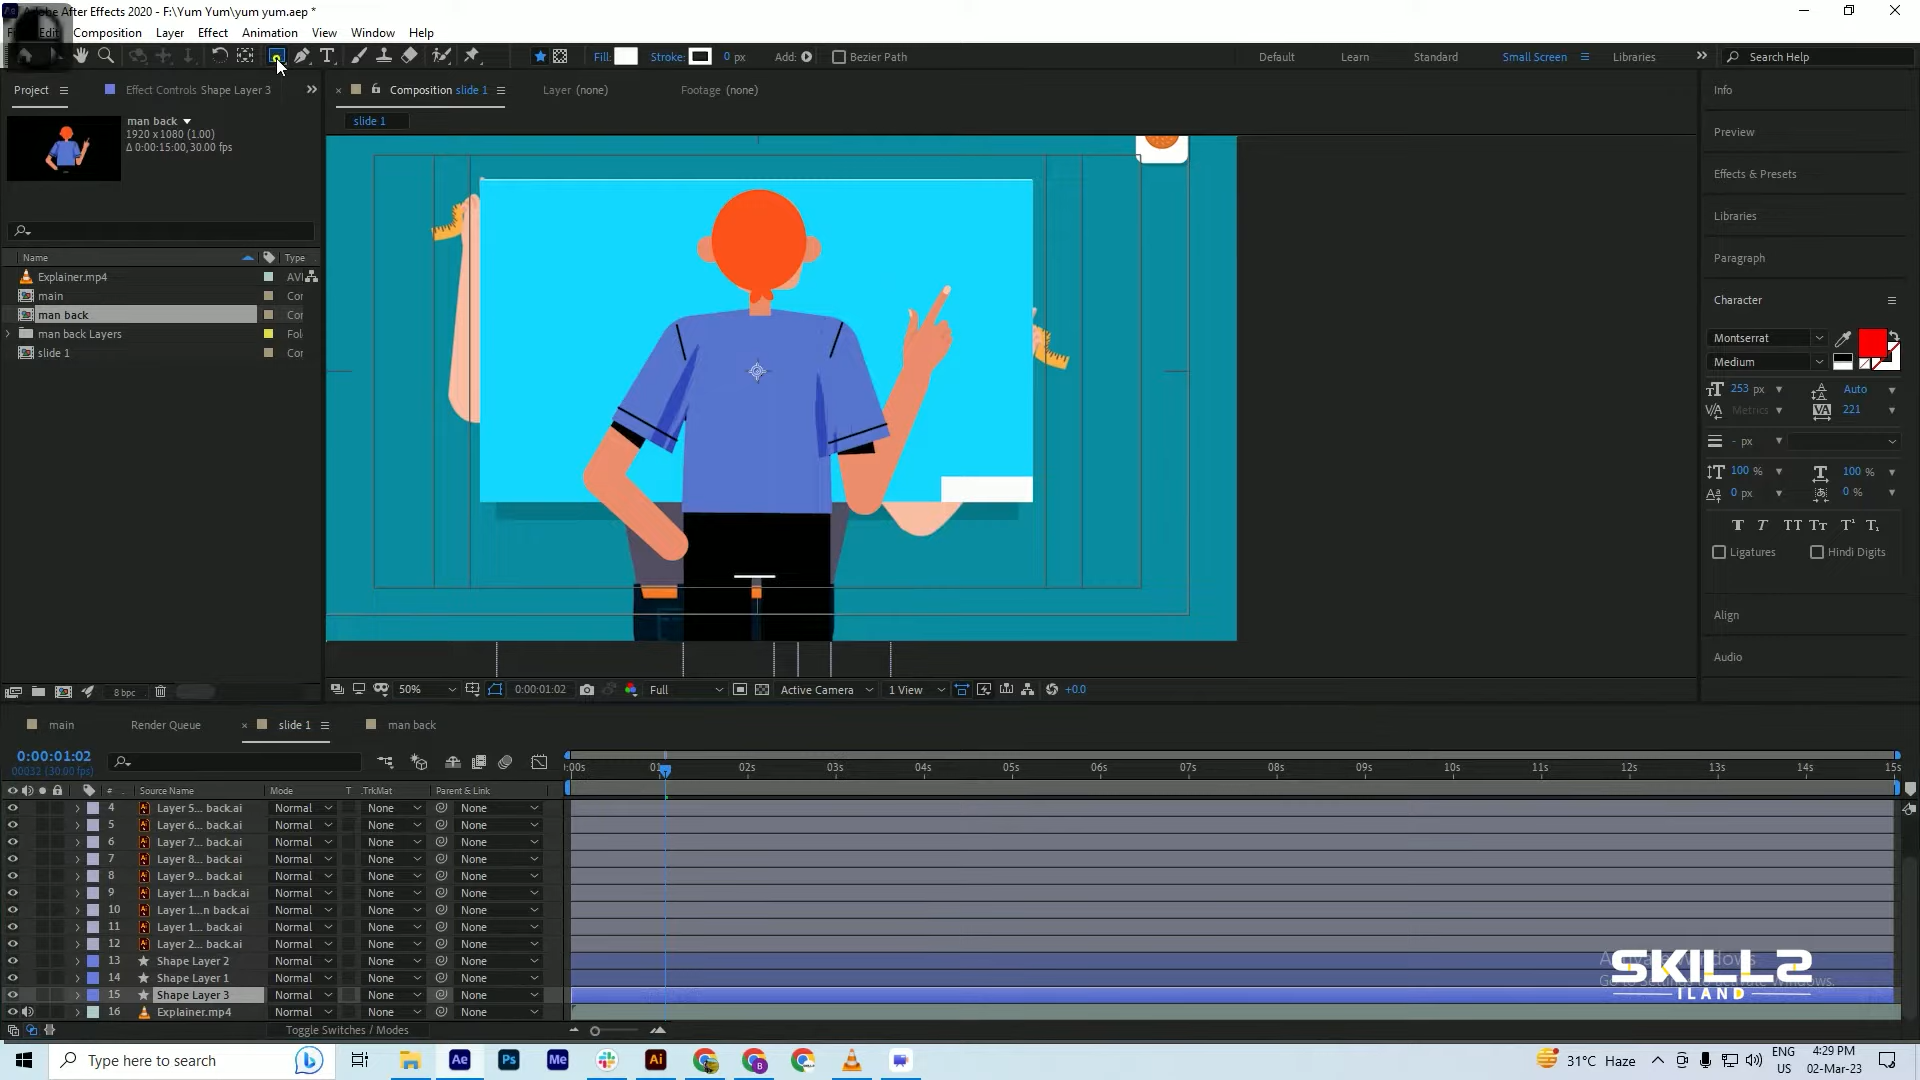 Adobe After Effects 2020 - F:\Yum Yum\yum yum.aep *
Edit Composition Layer Effect Animation View Window Help
Fill: Stroke: 0 px Add: Bezier Path Default Learn Standard Small Screen Libraries Search Help
Project Effect Controls Shape Layer 3 Composition slide 1 Layer (none) Footage (none) Info
man back
1920 x 1080 (1.00)
Δ 0:00:15:00, 30.00 fps
slide 1
Preview
Effects & Presets
Libraries
Name Type
Paragraph
Explainer.mp4 AVI
main Cor
man back Cor
man back Layers Fol
slide 1 Cor
Character
Montserrat
Medium
253 px Auto
Metrics 221
- px
100 % 100 %
0 px 0 %
T T TT Tt T¹ T₁
Ligatures Hindi Digits
Align
Audio
8 bpc 50% 0:00:01:02 Full Active Camera 1 View +0.0
main Render Queue slide 1 man back
0:00:01:02
00032 (30.00 fps)
:00s 01 02s 03s 04s 05s 06s 07s 08s 09s 10s 11s 12s 13s 14s 15s
# Source Name Mode T .TrkMat Parent & Link
4 Layer 5... back.ai Normal None None
5 Layer 6... back.ai Normal None None
6 Layer 7... back.ai Normal None None
7 Layer 8... back.ai Normal None None
8 Layer 9... back.ai Normal None None
9 Layer 1...n back.ai Normal None None
10 Layer 1...n back.ai Normal None None
11 Layer 1... back.ai Normal None None
12 Layer 2... back.ai Normal None None
13 Shape Layer 2 Normal None None
14 Shape Layer 1 Normal None None
15 Shape Layer 3 Normal None None
16 Explainer.mp4 Normal None None
SKILLS
ILAND
Go to Settings to activate Windows.
Toggle Switches / Modes
Type here to search Ae Ps Me Ai 31°C Haze ENG 4:29 PM
US 02-Mar-23